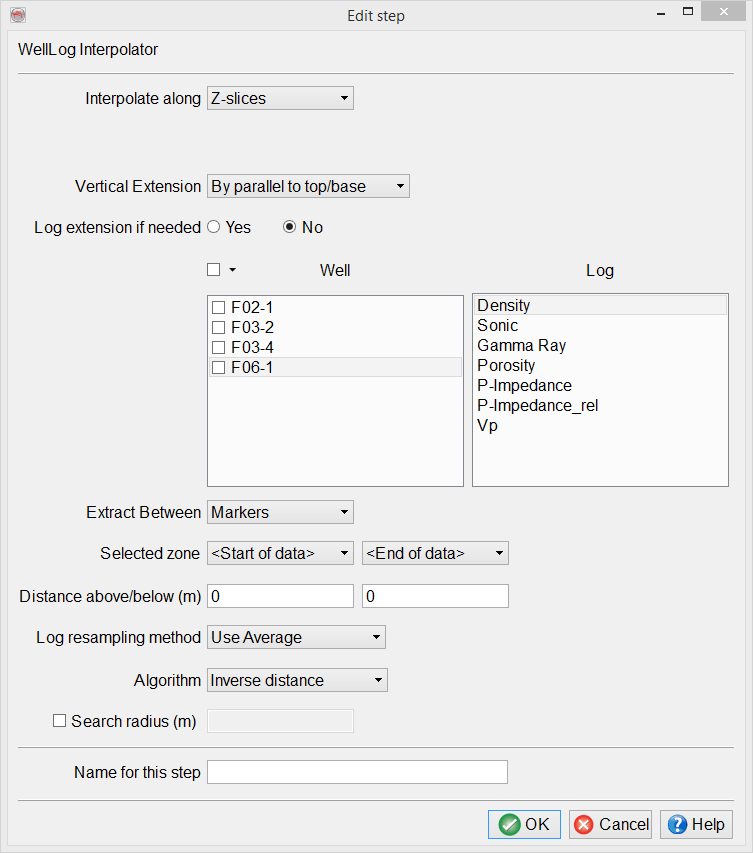 Edit step
WellLog Interpolator
Interpolate along Z-slices
Vertical Extension By parallel to top/base
Log extension if needed Yes No
Well Log
F02-1
F03-2
F03-4
F06-1
Density
Sonic
Gamma Ray
Porosity
P-Impedance
P-Impedance_rel
Vp
Extract Between Markers
Selected zone <Start of data> <End of data>
Distance above/below (m) 0 0
Log resampling method Use Average
Algorithm Inverse distance
Search radius (m)
Name for this step
OK Cancel Help